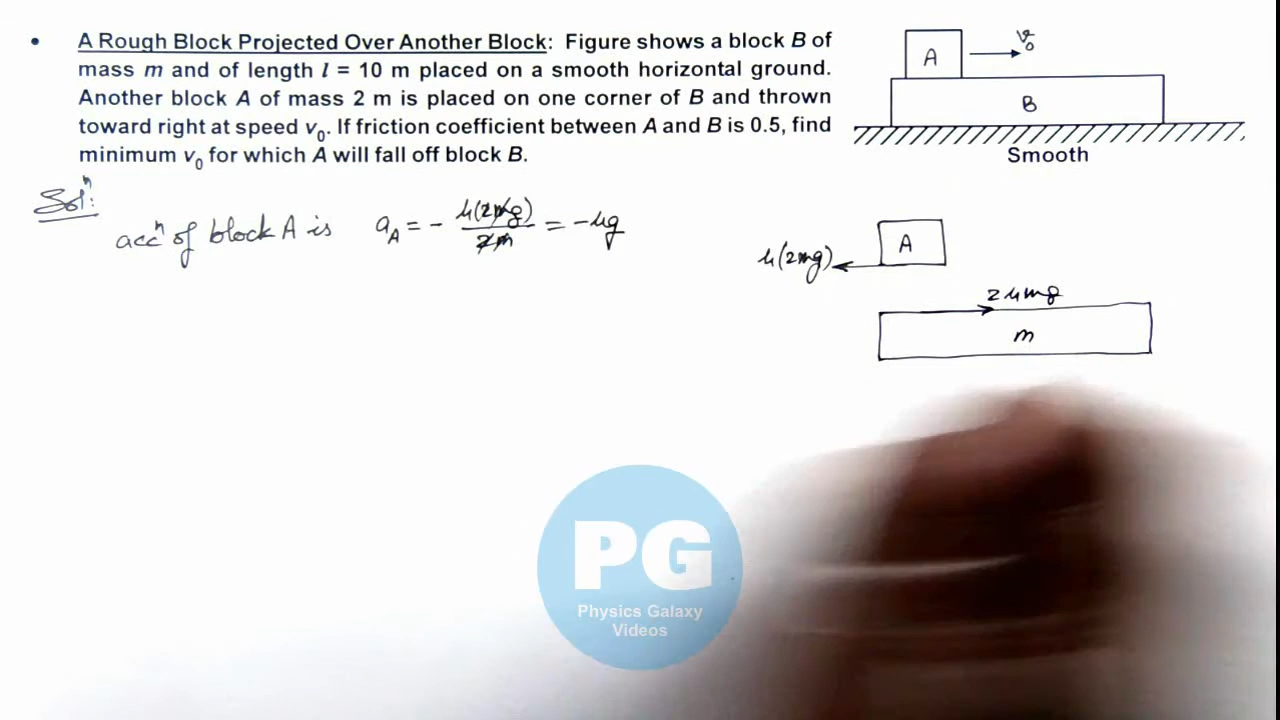 • A Rough Block Projected Over Another Block: Figure shows a block B of
mass m and of length l = 10 m placed on a smooth horizontal ground.
Another block A of mass 2 m is placed on one corner of B and thrown
toward right at speed v₀. If friction coefficient between A and B is 0.5, find
minimum v₀ for which A will fall off block B.
A
v₀
B
Smooth
Solⁿ:
accⁿ of block A is a_A = - μ(2mg)/2m = -μg
A
μ(2mg)
2μmg
m
PG
Physics Galaxy
Videos